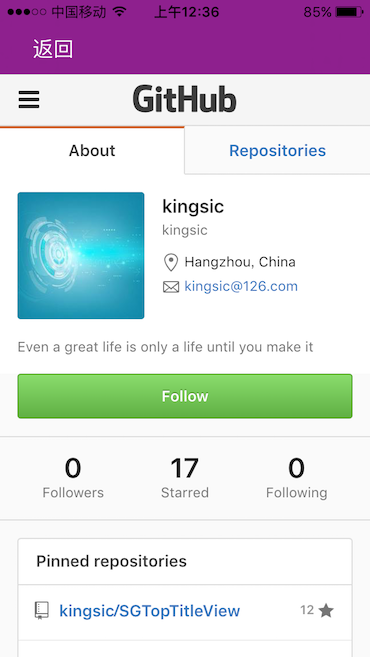 中国移动 上午12:36 85%
返回
GitHub
About Repositories
kingsic
kingsic
Hangzhou, China
kingsic@126.com
Even a great life is only a life until you make it
Follow
0 17 0
Followers Starred Following
Pinned repositories
kingsic/SGTopTitleView 12